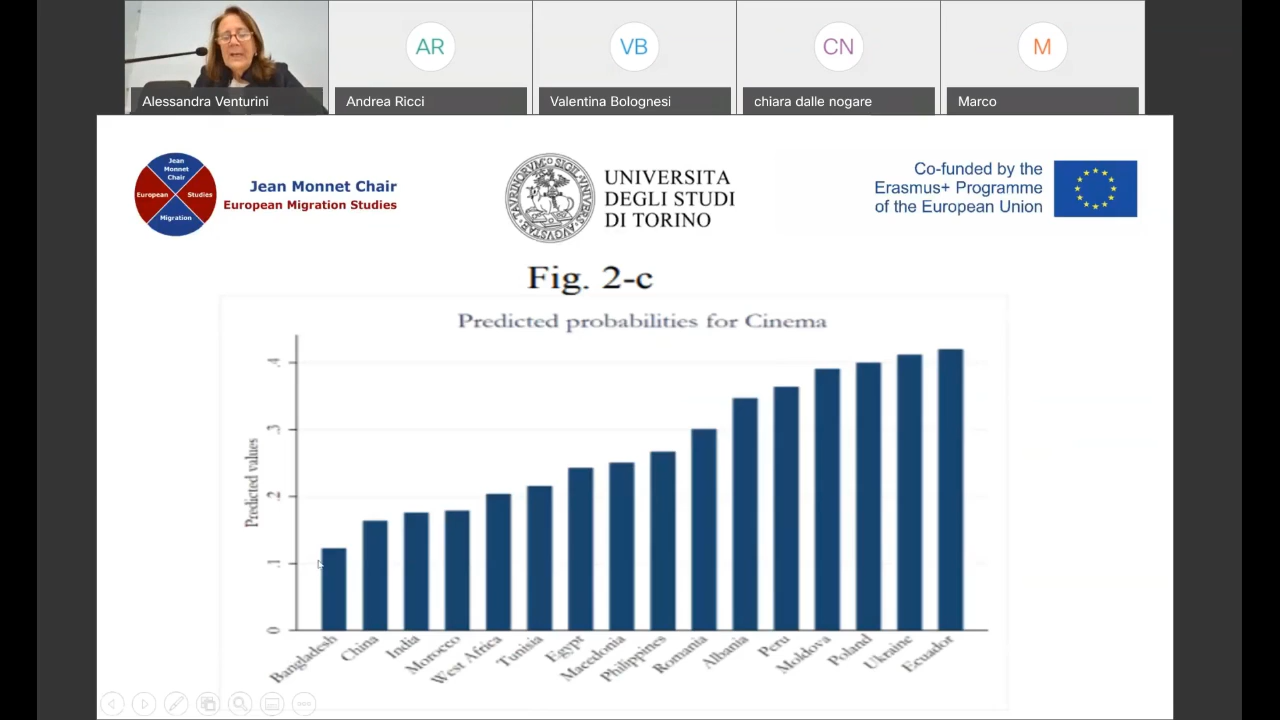 AR
VB
CN
M
Alessandra Venturini
Andrea Ricci
Valentina Bolognesi
chiara dalle nogare
Marco
Jean
Monnet
Chair
European
Studies
Migration
Jean Monnet Chair
European Migration Studies
UNIVERSITA
DEGLI STUDI
DI TORINO
Co-funded by the
Erasmus+ Programme
of the European Union
Fig. 2-c
Predicted probabilities for Cinema
Predicted values
.4
.3
.2
.1
0
Bangladesh
China
India
Morocco
West Africa
Tunisia
Egypt
Macedonia
Philippines
Romania
Albania
Peru
Moldova
Poland
Ukraine
Ecuador